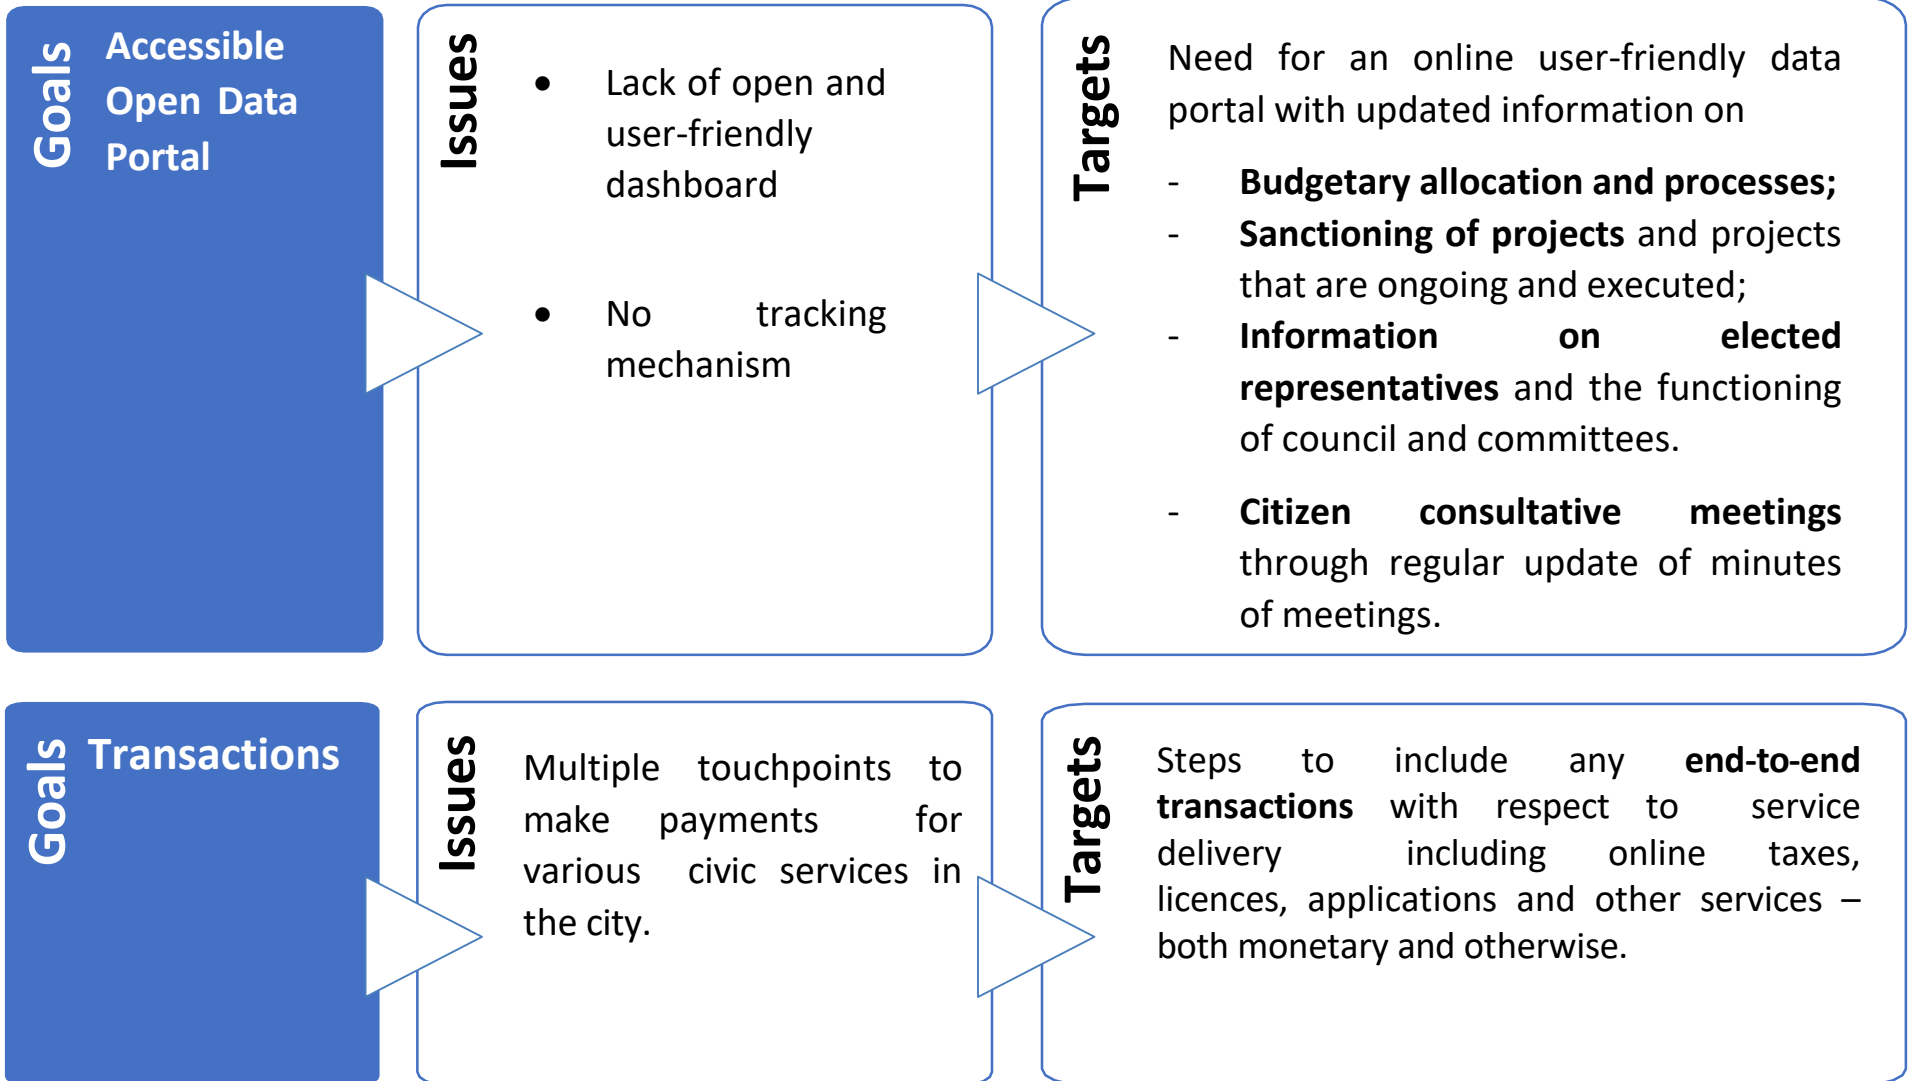 Goals
Accessible
Open Data
Portal
Issues
• Lack of open and
user-friendly
dashboard
• No tracking
mechanism
Targets
Need for an online user-friendly data
portal with updated information on
- Budgetary allocation and processes;
- Sanctioning of projects and projects
that are ongoing and executed;
- Information on elected
representatives and the functioning
of council and committees.
- Citizen consultative meetings
through regular update of minutes
of meetings.
Goals
Transactions
Issues
Multiple touchpoints to
make payments for
various civic services in
the city.
Targets
Steps to include any end-to-end
transactions with respect to service
delivery including online taxes,
licences, applications and other services –
both monetary and otherwise.